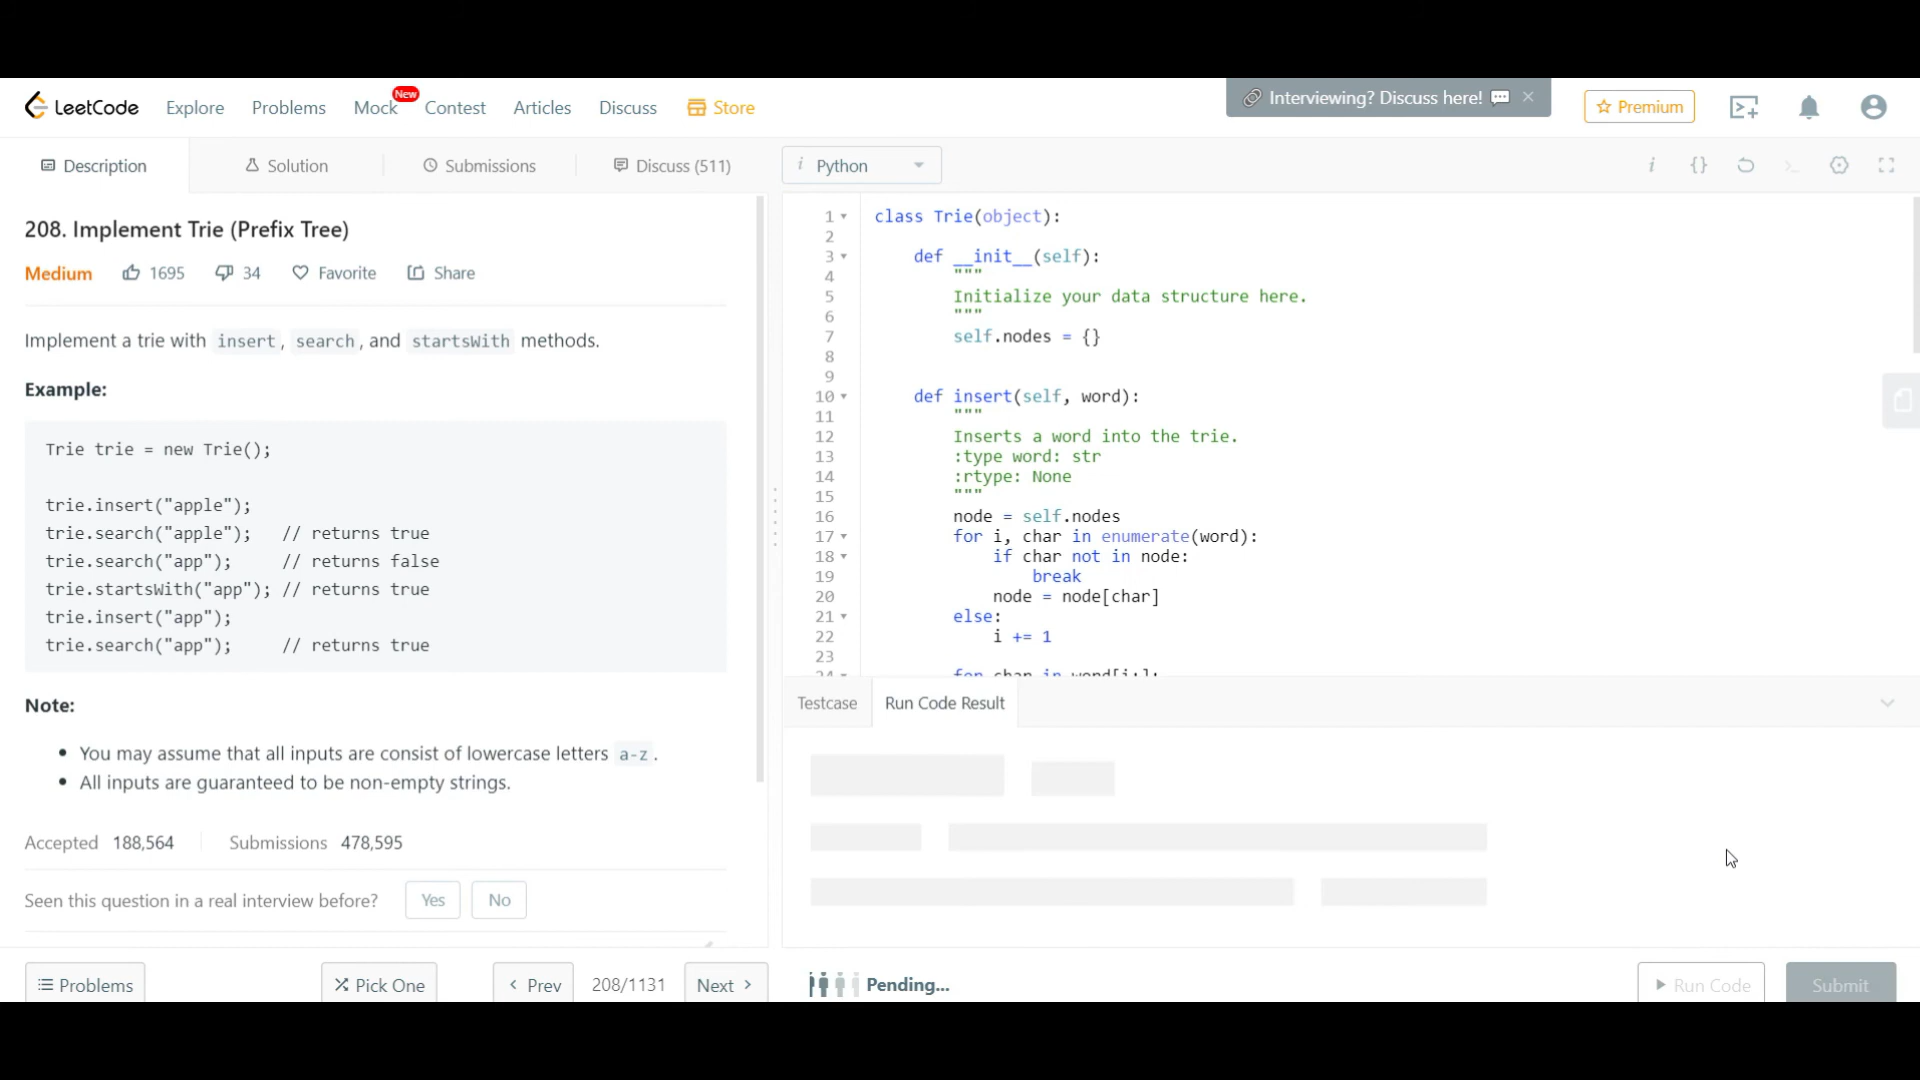 LeetCode Explore Problems Mock New Contest Articles Discuss Store Interviewing? Discuss here! Premium
Description Solution Submissions Discuss (511)
208. Implement Trie (Prefix Tree)
Medium 1695 34 Favorite Share
Implement a trie with insert, search, and startsWith methods.
Example:
Trie trie = new Trie();
trie.insert("apple");
trie.search("apple"); // returns true
trie.search("app"); // returns false
trie.startsWith("app"); // returns true
trie.insert("app");
trie.search("app"); // returns true
Note:
You may assume that all inputs are consist of lowercase letters a-z.
All inputs are guaranteed to be non-empty strings.
Accepted 188,564 Submissions 478,595
Seen this question in a real interview before? Yes No
Problems Pick One Prev 208/1131 Next
i Python i {}
1 class Trie(object):
2
3 def __init__(self):
4 """
5 Initialize your data structure here.
6 """
7 self.nodes = {}
8
9
10 def insert(self, word):
11 """
12 Inserts a word into the trie.
13 :type word: str
14 :rtype: None
15 """
16 node = self.nodes
17 for i, char in enumerate(word):
18 if char not in node:
19 break
20 node = node[char]
21 else:
22 i += 1
23
24 for char in word[i:]:
Testcase Run Code Result
Pending... Run Code Submit